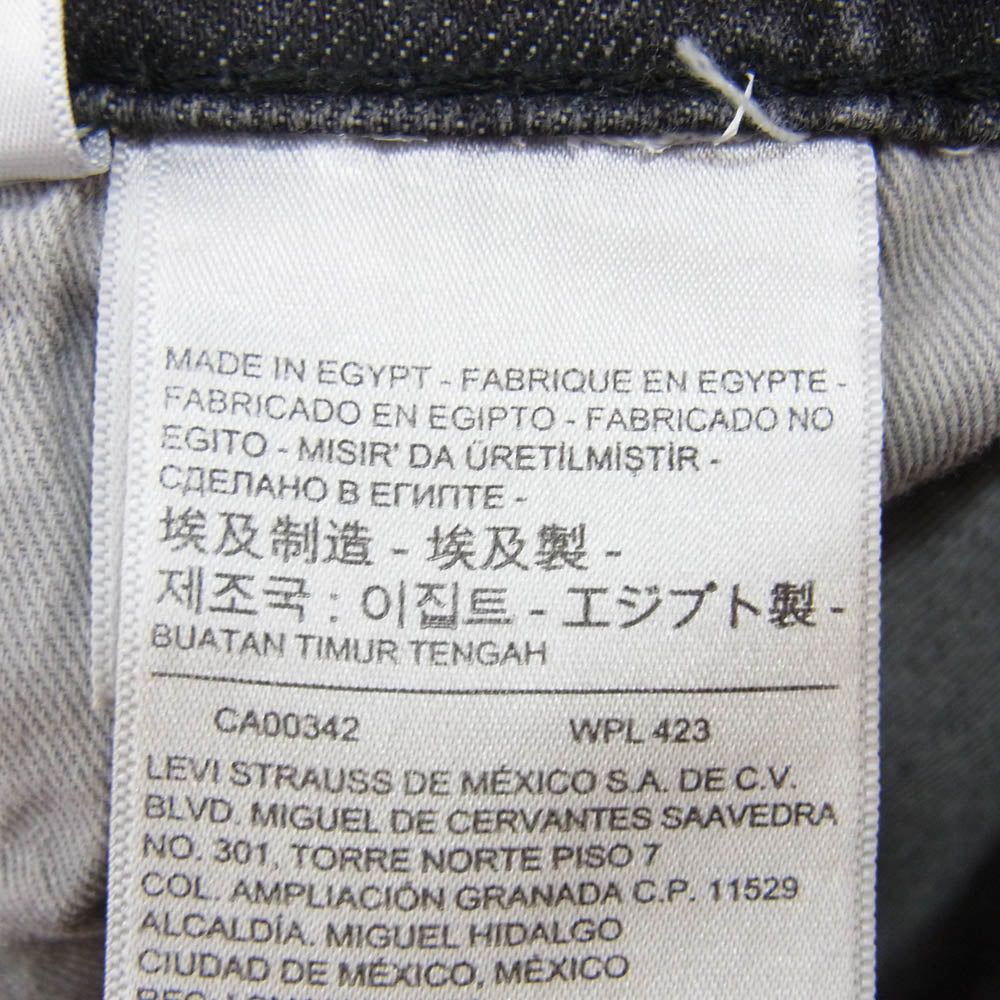 MADE IN EGYPT - FABRIQUE EN EGYPTE -
FABRICADO EN EGIPTO - FABRICADO NO
EGITO - MISIR' DA ÜRETİLMİŞTİR -
СДЕЛАНО В ЕГИПТЕ -
埃及制造 - 埃及製 -
제조국 : 이집트 - エジプト製 -
BUATAN TIMUR TENGAH
CA00342 WPL 423
LEVI STRAUSS DE MÉXICO S.A. DE C.V.
BLVD. MIGUEL DE CERVANTES SAAVEDRA
NO. 301, TORRE NORTE PISO 7
COL. AMPLIACIÓN GRANADA C.P. 11529
ALCALDÍA. MIGUEL HIDALGO
CIUDAD DE MÉXICO, MÉXICO